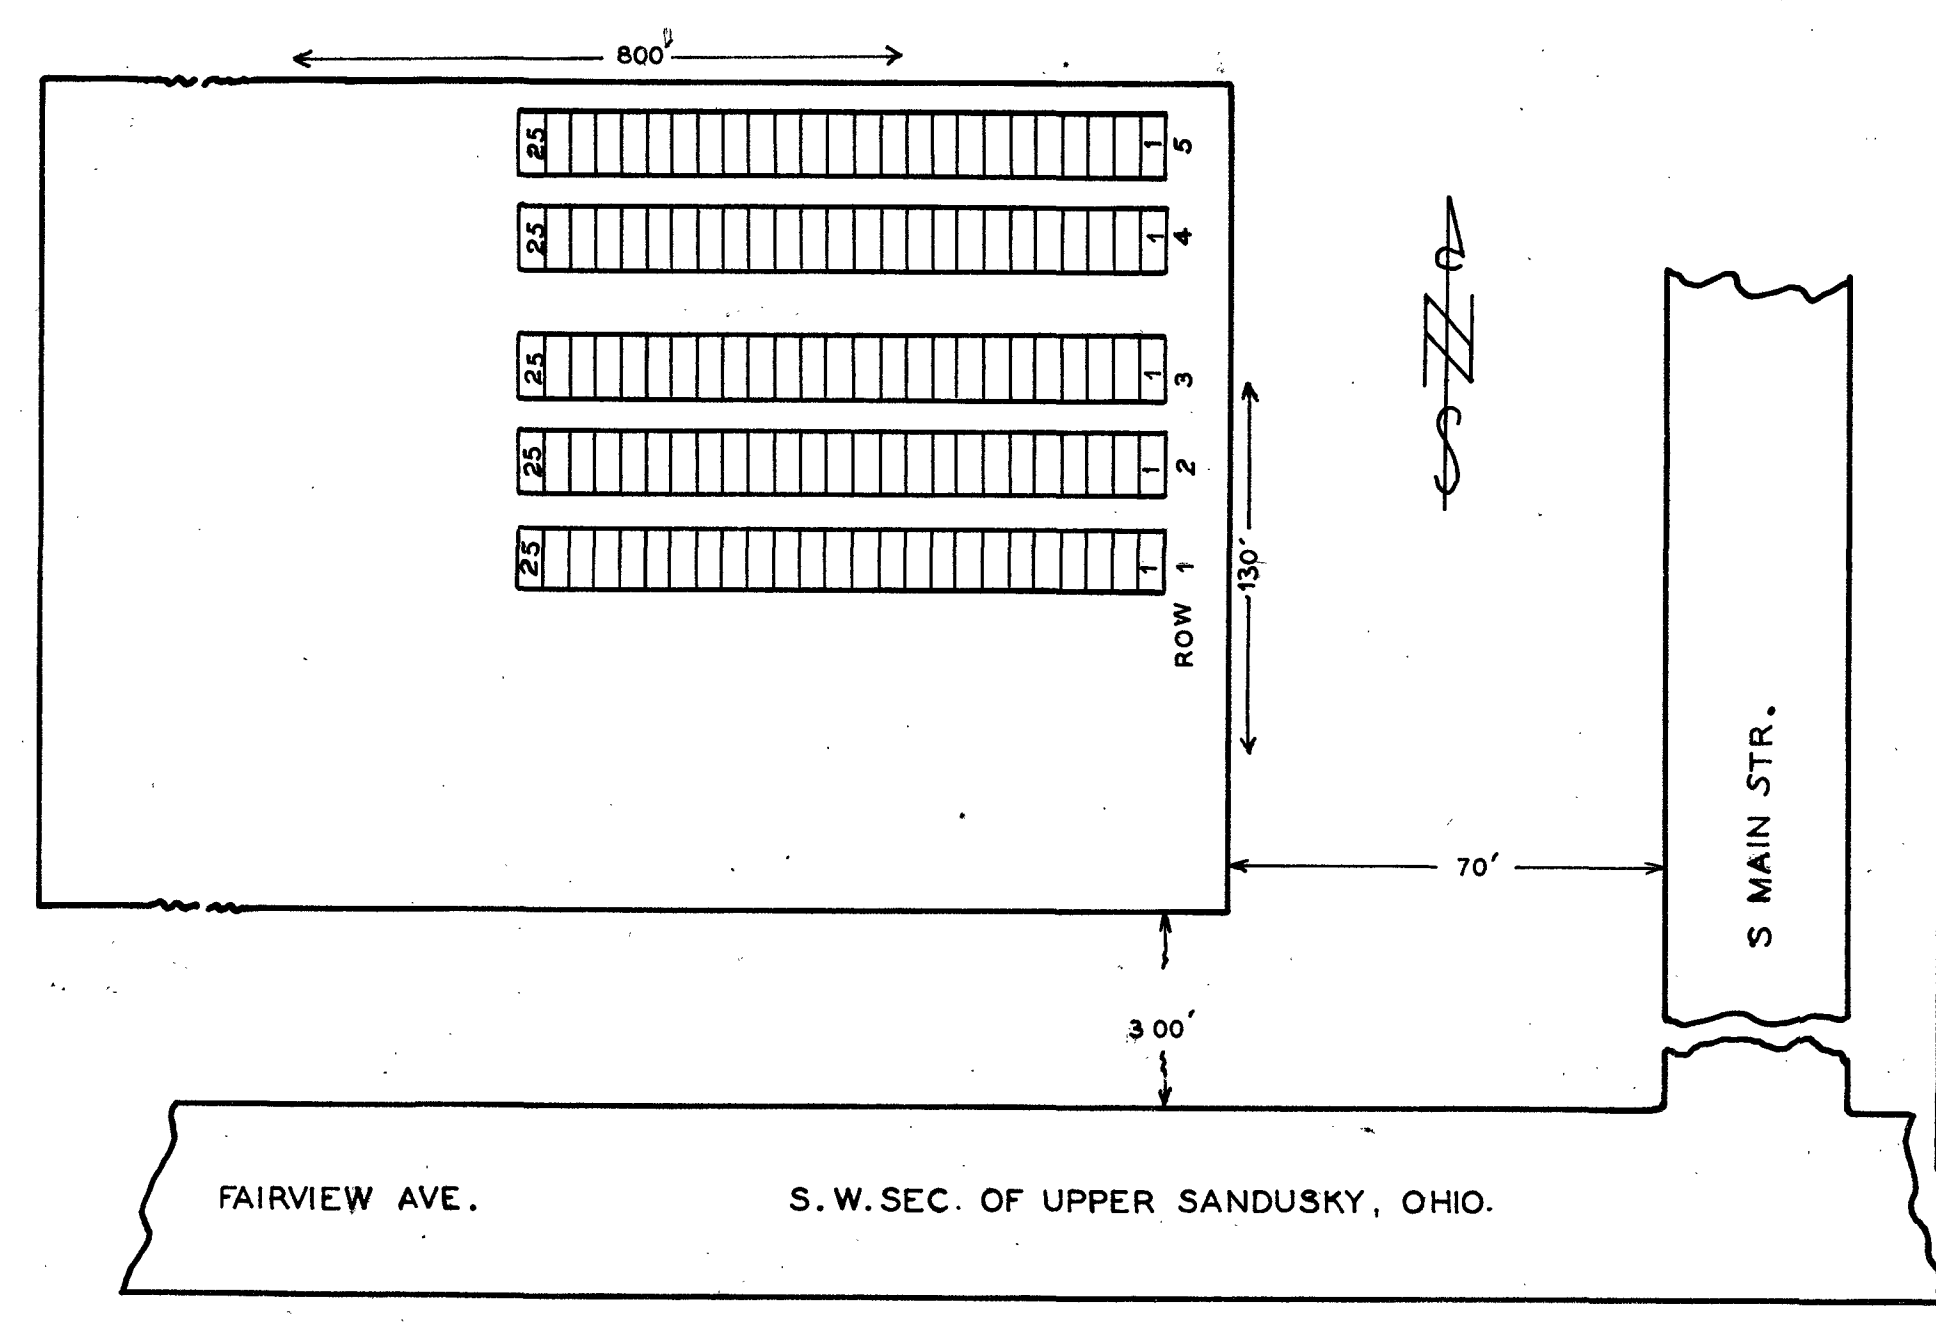 800'
25 1 5
25 1 4
25 1 3
25 1 2
25 1 1
ROW
130'
N
S
70'
S MAIN STR.
300'
FAIRVIEW AVE.
S.W.SEC. OF UPPER SANDUSKY, OHIO.